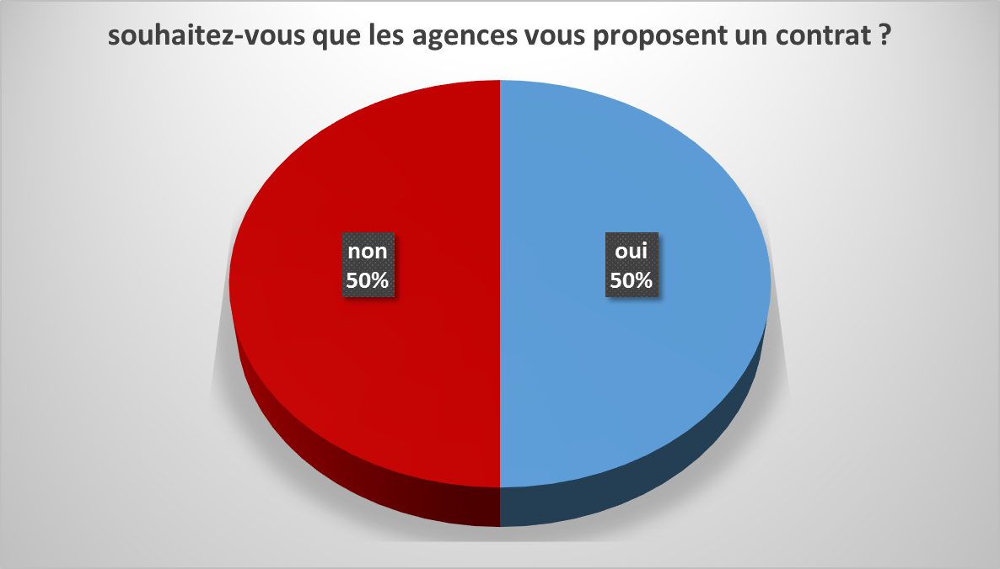 souhaitez-vous que les agences vous proposent un contrat ?
non
50%
oui
50%